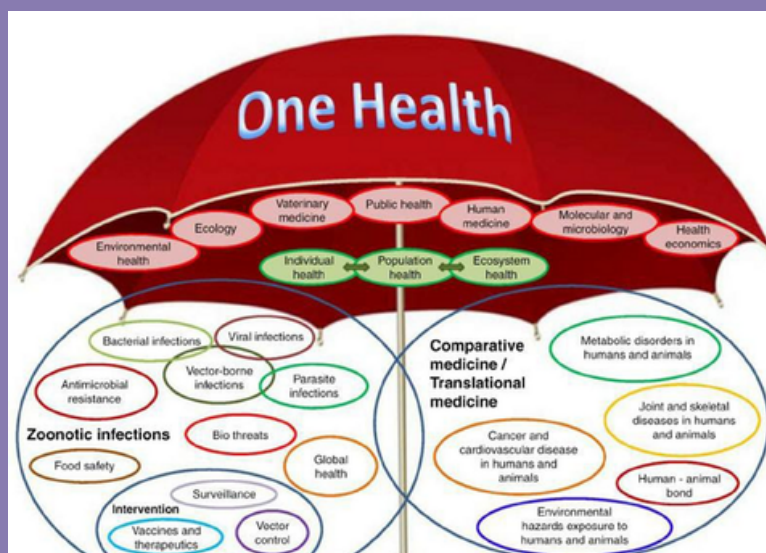 One Health
Environmental
health
Ecology
Vaterinary
medicine
Public health
Human
medicine
Molecular and
microbiology
Health
economics
Individual
health
Population
health
Ecosystem
health
Bacterial infections
Viral infections
Vector-borne
infections
Antimicrobial
resistance
Parasite
infections
Zoonotic infections
Bio threats
Global
health
Food safety
Surveillance
Intervention
Vaccines and
therapeutics
Vector
control
Comparative
medicine /
Translational
medicine
Metabolic disorders in
humans and animals
Joint and skeletal
diseases in humans
and animals
Cancer and
cardiovascular disease
in humans and
animals
Human - animal
bond
Environmental
hazards exposure to
humans and animals